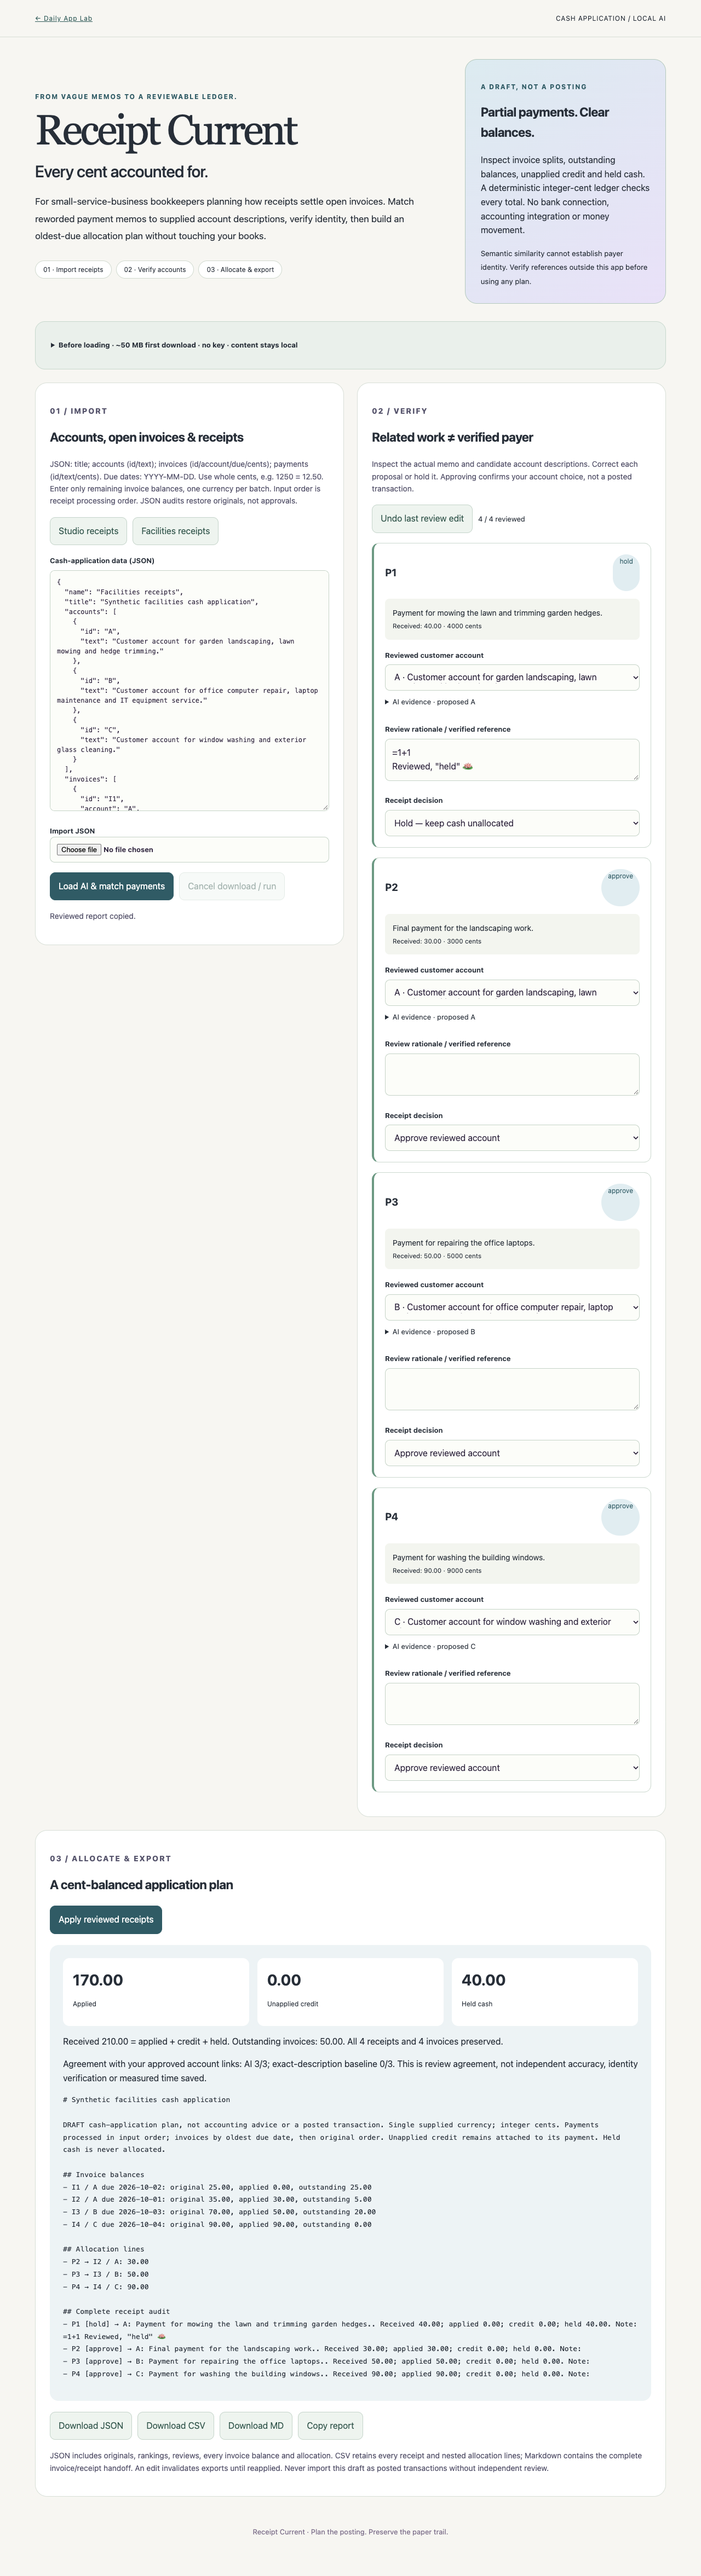 ← Daily App Lab
CASH APPLICATION / LOCAL AI
FROM VAGUE MEMOS TO A REVIEWABLE LEDGER.
Receipt Current
Every cent accounted for.
For small-service-business bookkeepers planning how receipts settle open invoices. Match
reworded payment memos to supplied account descriptions, verify identity, then build an
oldest-due allocation plan without touching your books.
01 · Import receipts
02 · Verify accounts
03 · Allocate & export
A DRAFT, NOT A POSTING
Partial payments. Clear
balances.
Inspect invoice splits, outstanding
balances, unapplied credit and held cash.
A deterministic integer-cent ledger checks
every total. No bank connection,
accounting integration or money
movement.
Semantic similarity cannot establish payer
identity. Verify references outside this app before
using any plan.
▶ Before loading · ~50 MB first download · no key · content stays local
01 / IMPORT
Accounts, open invoices & receipts
JSON: title; accounts (id/text); invoices (id/account/due/cents); payments
(id/text/cents). Due dates: YYYY-MM-DD. Use whole cents, e.g. 1250 = 12.50.
Enter only remaining invoice balances, one currency per batch. Input order is
receipt processing order. JSON audits restore originals, not approvals.
Studio receipts
Facilities receipts
Cash-application data (JSON)
{
"name": "Facilities receipts",
"title": "Synthetic facilities cash application",
"accounts": [
{
"id": "A",
"text": "Customer account for garden landscaping, lawn
mowing and hedge trimming."
},
{
"id": "B",
"text": "Customer account for office computer repair, laptop
maintenance and IT equipment service."
},
{
"id": "C",
"text": "Customer account for window washing and exterior
glass cleaning."
}
],
"invoices": [
{
"id": "I1",
"account": "A",
Import JSON
Choose file No file chosen
Load AI & match payments
Cancel download / run
Reviewed report copied.
02 / VERIFY
Related work ≠ verified payer
Inspect the actual memo and candidate account descriptions. Correct each
proposal or hold it. Approving confirms your account choice, not a posted
transaction.
Undo last review edit
4 / 4 reviewed
P1
hold
Payment for mowing the lawn and trimming garden hedges.
Received: 40.00 · 4000 cents
Reviewed customer account
A · Customer account for garden landscaping, lawn
▶ AI evidence · proposed A
Review rationale / verified reference
=1+1
Reviewed, "held" 🪴
Receipt decision
Hold — keep cash unallocated
P2
approve
Final payment for the landscaping work.
Received: 30.00 · 3000 cents
Reviewed customer account
A · Customer account for garden landscaping, lawn
▶ AI evidence · proposed A
Review rationale / verified reference
Receipt decision
Approve reviewed account
P3
approve
Payment for repairing the office laptops.
Received: 50.00 · 5000 cents
Reviewed customer account
B · Customer account for office computer repair, laptop
▶ AI evidence · proposed B
Review rationale / verified reference
Receipt decision
Approve reviewed account
P4
approve
Payment for washing the building windows.
Received: 90.00 · 9000 cents
Reviewed customer account
C · Customer account for window washing and exterior
▶ AI evidence · proposed C
Review rationale / verified reference
Receipt decision
Approve reviewed account
03 / ALLOCATE & EXPORT
A cent-balanced application plan
Apply reviewed receipts
170.00
Applied
0.00
Unapplied credit
40.00
Held cash
Received 210.00 = applied + credit + held. Outstanding invoices: 50.00. All 4 receipts and 4 invoices preserved.
Agreement with your approved account links: AI 3/3; exact-description baseline 0/3. This is review agreement, not independent accuracy, identity
verification or measured time saved.
# Synthetic facilities cash application
DRAFT cash-application plan, not accounting advice or a posted transaction. Single supplied currency; integer cents. Payments
processed in input order; invoices by oldest due date, then original order. Unapplied credit remains attached to its payment. Held
cash is never allocated.
## Invoice balances
- I1 / A due 2026-10-02: original 25.00, applied 0.00, outstanding 25.00
- I2 / A due 2026-10-01: original 35.00, applied 30.00, outstanding 5.00
- I3 / B due 2026-10-03: original 70.00, applied 50.00, outstanding 20.00
- I4 / C due 2026-10-04: original 90.00, applied 90.00, outstanding 0.00
## Allocation lines
- P2 → I2 / A: 30.00
- P3 → I3 / B: 50.00
- P4 → I4 / C: 90.00
## Complete receipt audit
- P1 [hold] → A: Payment for mowing the lawn and trimming garden hedges.. Received 40.00; applied 0.00; credit 0.00; held 40.00. Note:
=1+1 Reviewed, "held" 🪴
- P2 [approve] → A: Final payment for the landscaping work.. Received 30.00; applied 30.00; credit 0.00; held 0.00. Note:
- P3 [approve] → B: Payment for repairing the office laptops.. Received 50.00; applied 50.00; credit 0.00; held 0.00. Note:
- P4 [approve] → C: Payment for washing the building windows.. Received 90.00; applied 90.00; credit 0.00; held 0.00. Note:
Download JSON
Download CSV
Download MD
Copy report
JSON includes originals, rankings, reviews, every invoice balance and allocation. CSV retains every receipt and nested allocation lines; Markdown contains the complete
invoice/receipt handoff. An edit invalidates exports until reapplied. Never import this draft as posted transactions without independent review.
Receipt Current · Plan the posting. Preserve the paper trail.